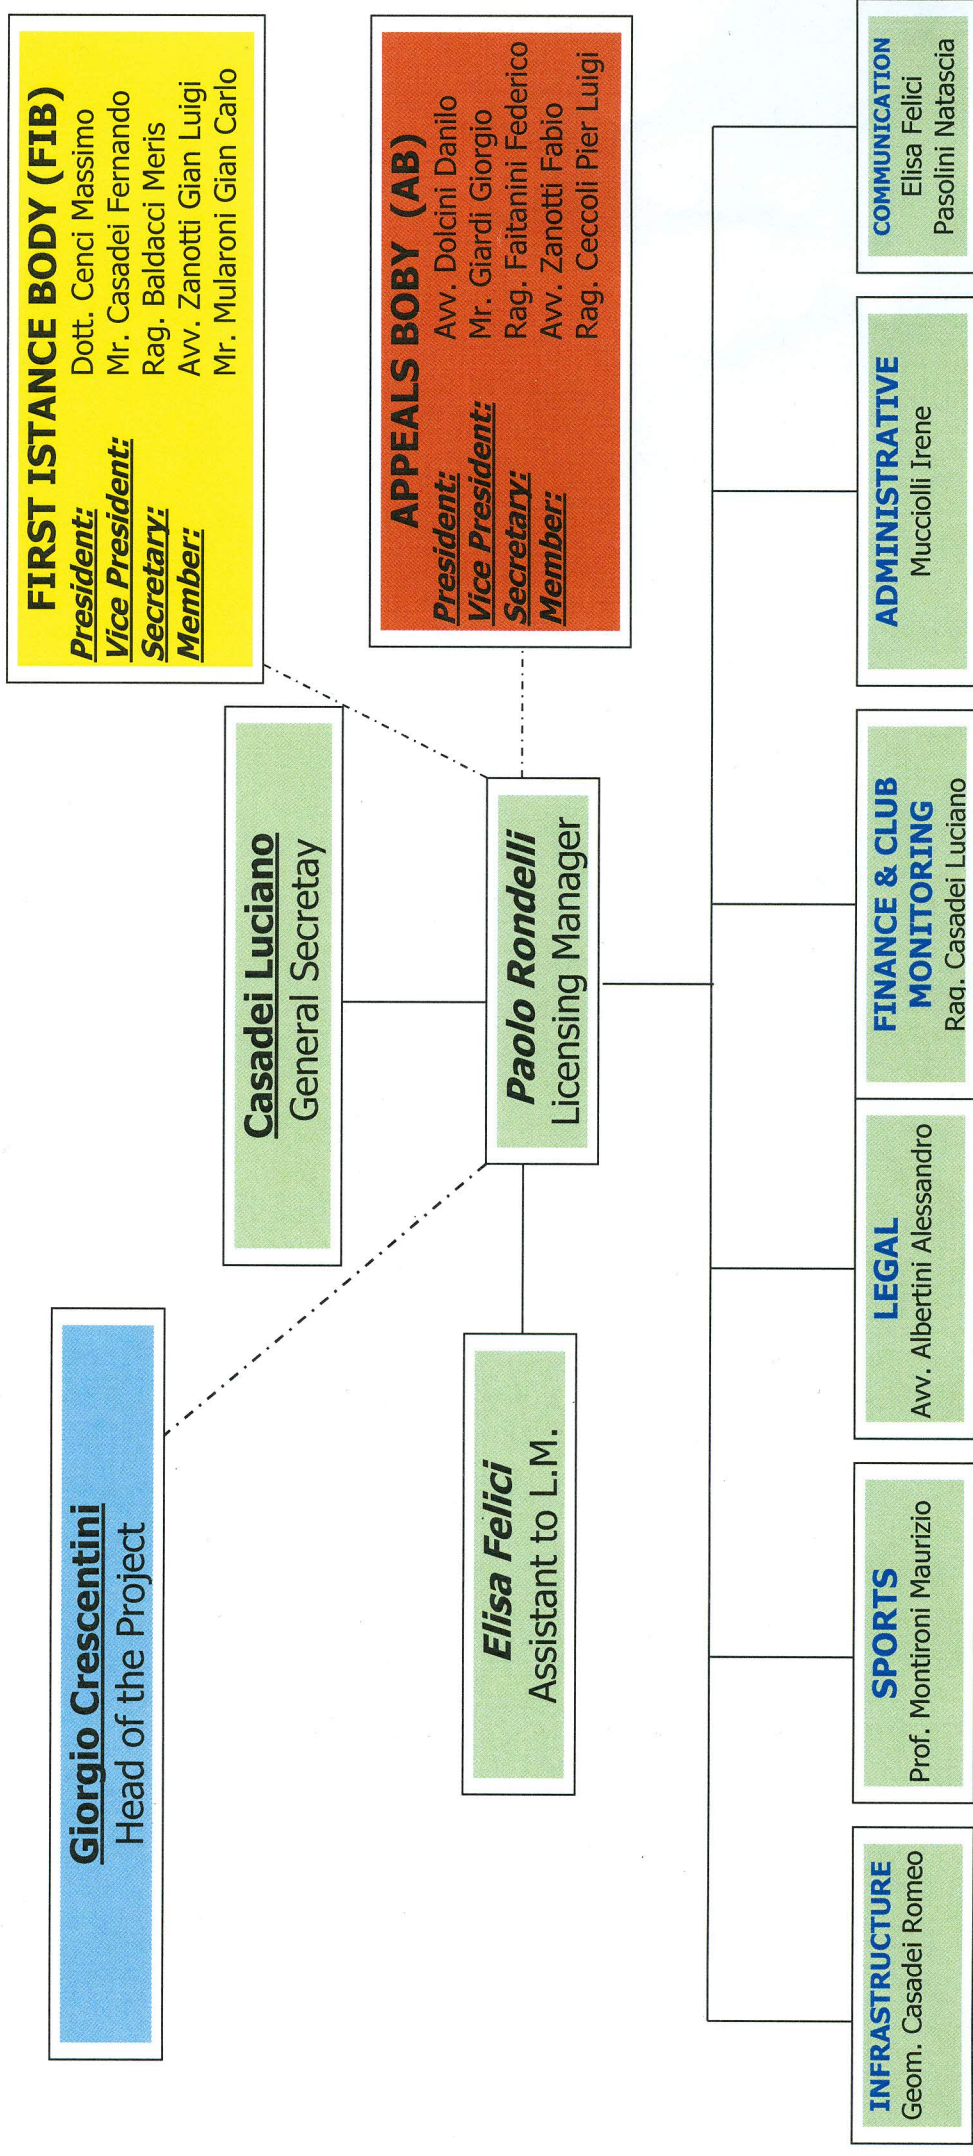 Giorgio Crescentini
Head of the Project
Casadei Luciano
General Secretay
FIRST ISTANCE BODY (FIB)
President: Dott. Cenci Massimo
Vice President: Mr. Casadei Fernando
Secretary: Rag. Baldacci Meris
Member: Avv. Zanotti Gian Luigi
Mr. Mularoni Gian Carlo
Elisa Felici
Assistant to L.M.
Paolo Rondelli
Licensing Manager
APPEALS BOBY (AB)
President: Avv. Dolcini Danilo
Vice President: Mr. Giardi Giorgio
Secretary: Rag. Faitanini Federico
Member: Avv. Zanotti Fabio
Rag. Ceccoli Pier Luigi
INFRASTRUCTURE
Geom. Casadei Romeo
SPORTS
Prof. Montironi Maurizio
LEGAL
Avv. Albertini Alessandro
FINANCE & CLUB
MONITORING
Rag. Casadei Luciano
ADMINISTRATIVE
Mucciolli Irene
COMMUNICATION
Elisa Felici
Pasolini Natascia